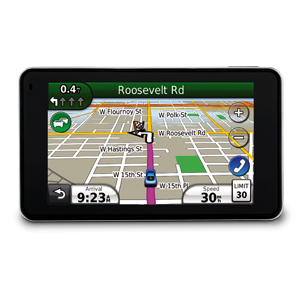 0.4
Roosevelt Rd
W Flournoy St
W Polk St
W Roosevelt Rd
W Hastings St
W 15th St
W 15th Pl
Arrival
9:23
Speed
30
LIMIT
30